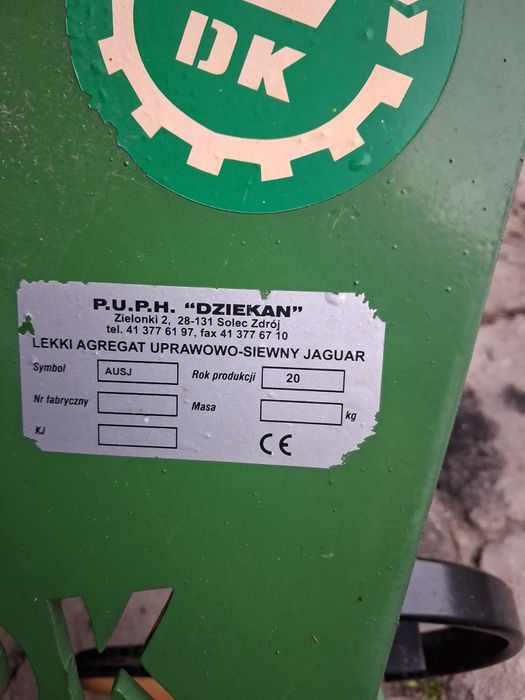 DK
P.U.P.H. "DZIEKAN"
Zielonki 2, 28-131 Solec Zdrój
tel. 41 377 61 97, fax 41 377 67 10
LEKKI AGREGAT UPRAWOWO-SIEWNY JAGUAR
Symbol AUSJ Rok produkcji 20
Nr fabryczny Masa kg
KJ CE
K